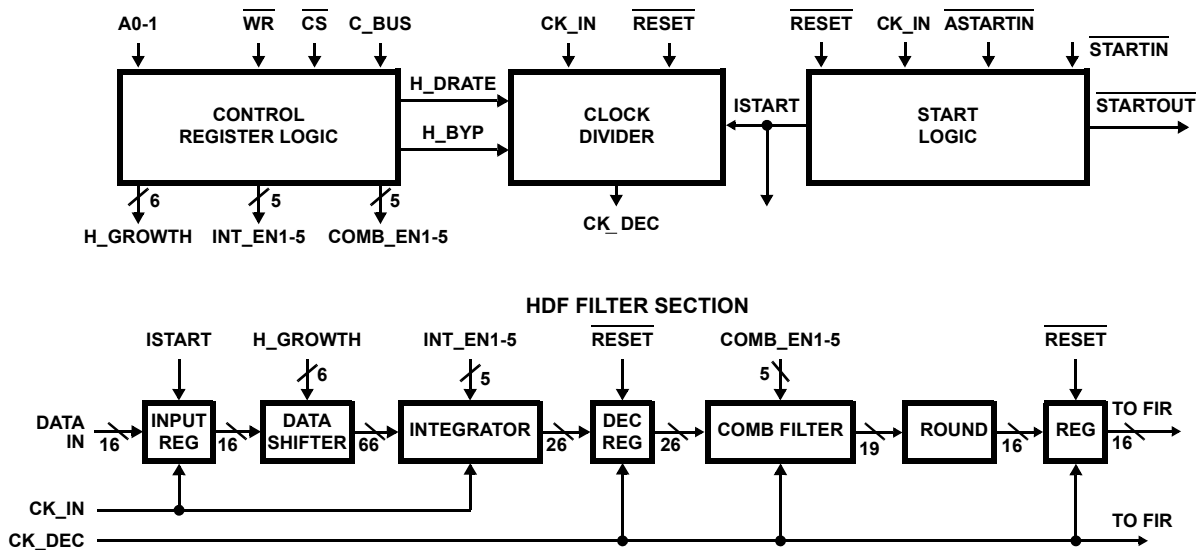 A0-1 WR CS C_BUS CK_IN RESET RESET CK_IN ASTARTIN
STARTIN
H_DRATE
CONTROL
REGISTER LOGIC
H_BYP
CLOCK
DIVIDER
ISTART
START
LOGIC
STARTOUT
6 5 5
H_GROWTH INT_EN1-5 COMB_EN1-5
CK_DEC
HDF FILTER SECTION
ISTART H_GROWTH INT_EN1-5 RESET COMB_EN1-5 RESET
6 5 5
DATA
IN
16
INPUT
REG
16
DATA
SHIFTER
66
INTEGRATOR
26
DEC
REG
26
COMB FILTER
19
ROUND
16
REG
TO FIR
16
CK_IN
CK_DEC
TO FIR